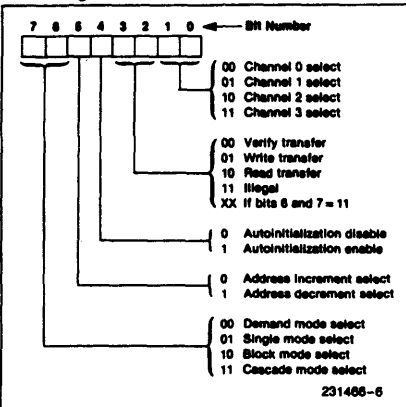 7 6 5 4 3 2 1 0 Bit Number
00 Channel 0 select
01 Channel 1 select
10 Channel 2 select
11 Channel 3 select
00 Verify transfer
01 Write transfer
10 Read transfer
11 Illegal
XX If bits 6 and 7 = 11
0 Autoinitialization disable
1 Autoinitialization enable
0 Address increment select
1 Address decrement select
00 Demand mode select
01 Single mode select
10 Block mode select
11 Cascade mode select
231466-6